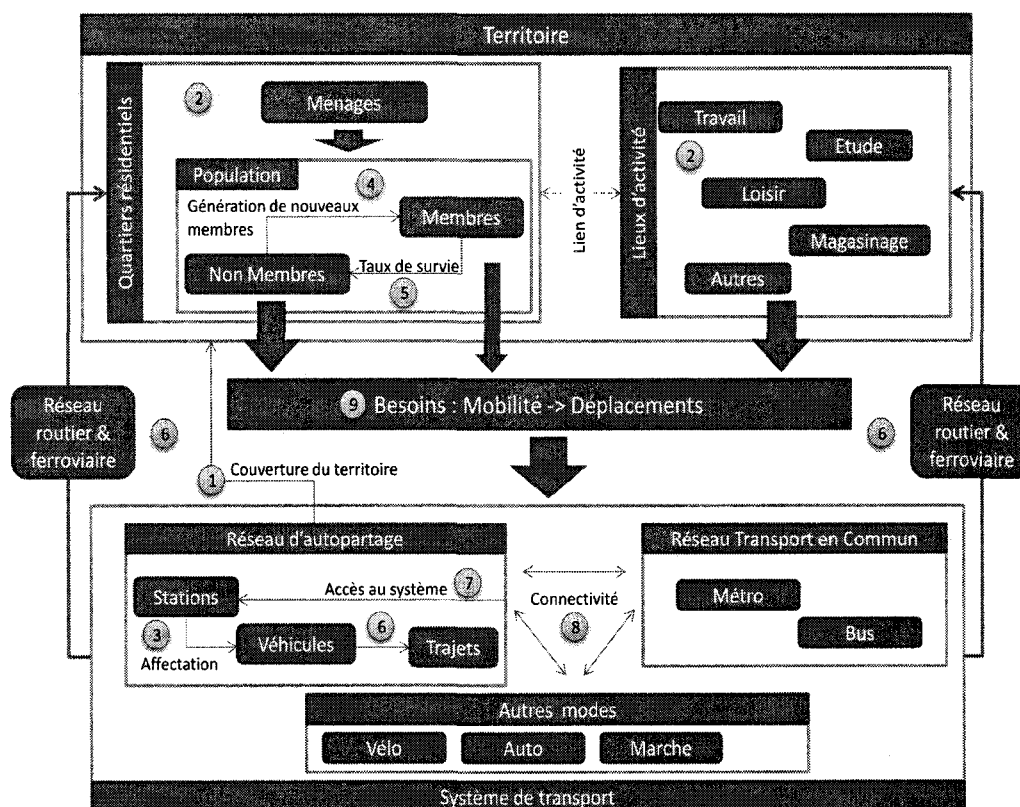 Territoire
Quartiers résidentiels
2
Menages
Population
4
Génération de nouveaux
membres
Membres
Non Membres
Taux de survie
5
Lien d'activité
Lieux d'activité
Travail
2
Etude
Loisir
Magasinage
Autres
9 Besoins : Mobilité -> Déplacements
Réseau
routier &
ferroviaire
6
6
Réseau
routier &
ferroviaire
1
Couverture du territoire
Réseau d'autopartage
Stations
Accès au système
7
3
Affectation
Véhicules
6
Trajets
Connectivité
8
Réseau Transport en Commun
Métro
Bus
Autres modes
Vélo
Auto
Marche
Système de transport